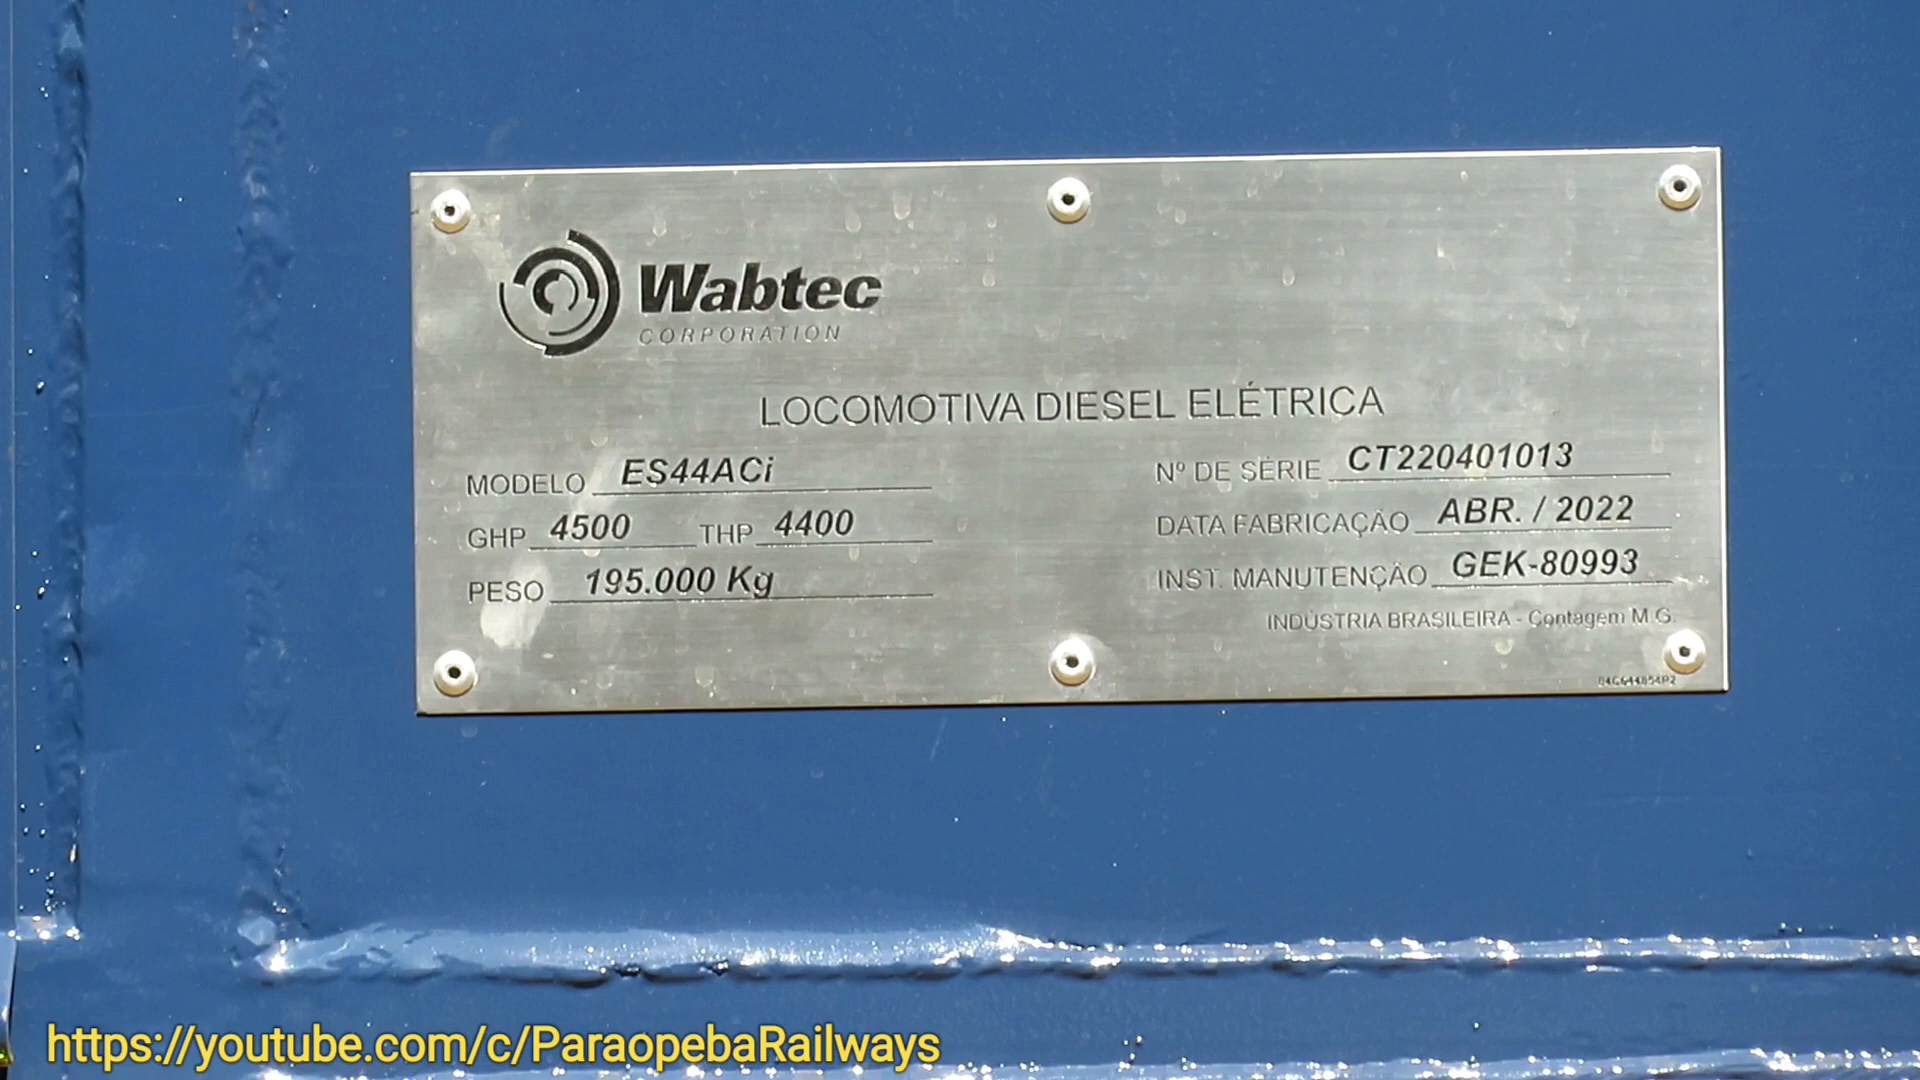 Wabtec
CORPORATION
LOCOMOTIVA DIESEL ELÉTRICA
MODELO ES44ACi
GHP 4500 THP 4400
PESO 195.000 Kg
Nº DE SÉRIE CT220401013
DATA FABRICAÇÃO ABR. / 2022
INST. MANUTENÇÃO GEK-80993
INDÚSTRIA BRASILEIRA - Contagem M.G.
84C644854P2
https://youtube.com/c/ParaopebaRailways